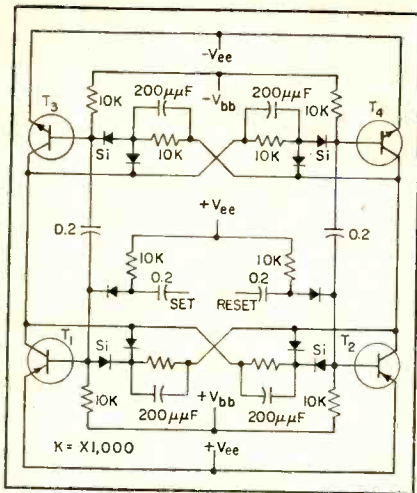 -Vee
200µµF 200µµF
10K -Vbb 10K
T3 T4
Si 10K 10K Si
0.2 0.2
+Vee
10K 10K
0.2 0.2
SET RESET
T1 Si Si T2
10K 200µµF +Vbb 200µµF 10K
K = X1,000 +Vee